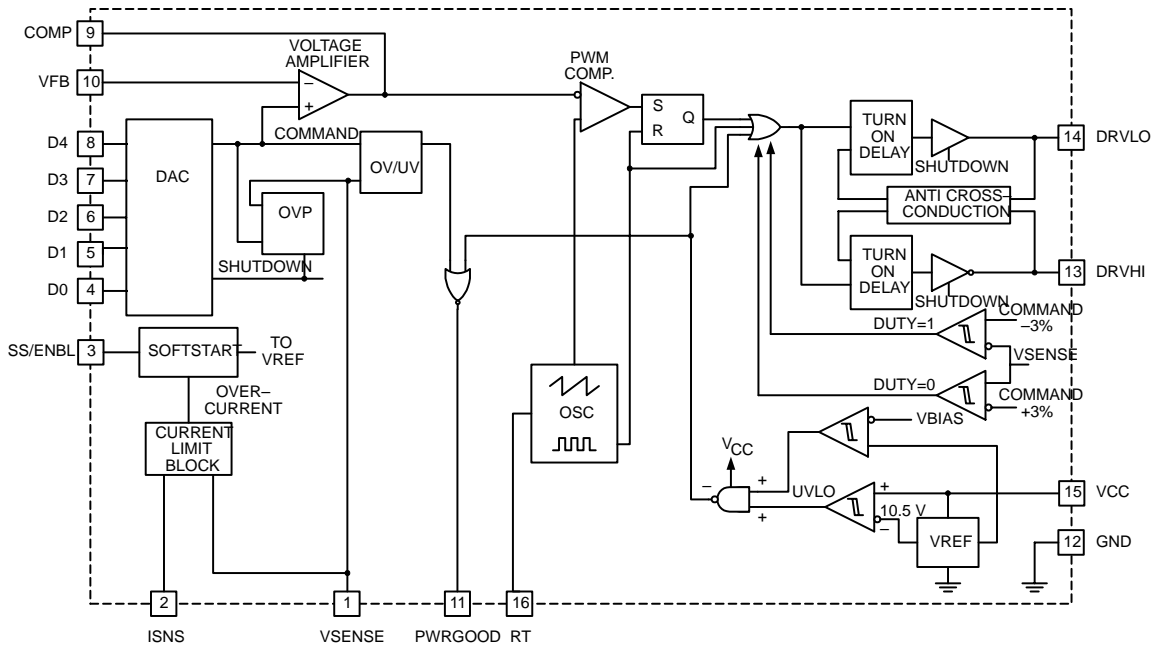 COMP
9
VOLTAGE
AMPLIFIER
PWM
COMP.
VFB
10
–
+
S
R
Q
COMMAND
D4
8
D3
7
D2
6
D1
5
D0
4
DAC
OV/UV
OVP
SHUTDOWN
TURN
ON
DELAY
SHUTDOWN
14
DRVLO
ANTI CROSS–
CONDUCTION
TURN
ON
DELAY
SHUTDOWN
13
DRVHI
SS/ENBL
3
SOFTSTART
TO
VREF
DUTY=1
COMMAND
–3%
VSENSE
DUTY=0
COMMAND
+3%
OVER–
CURRENT
CURRENT
LIMIT
BLOCK
OSC
VBIAS
VCC
–
+
+
UVLO
+
10.5 V
–
VREF
15
VCC
12
GND
2
1
11
16
ISNS
VSENSE
PWRGOOD
RT